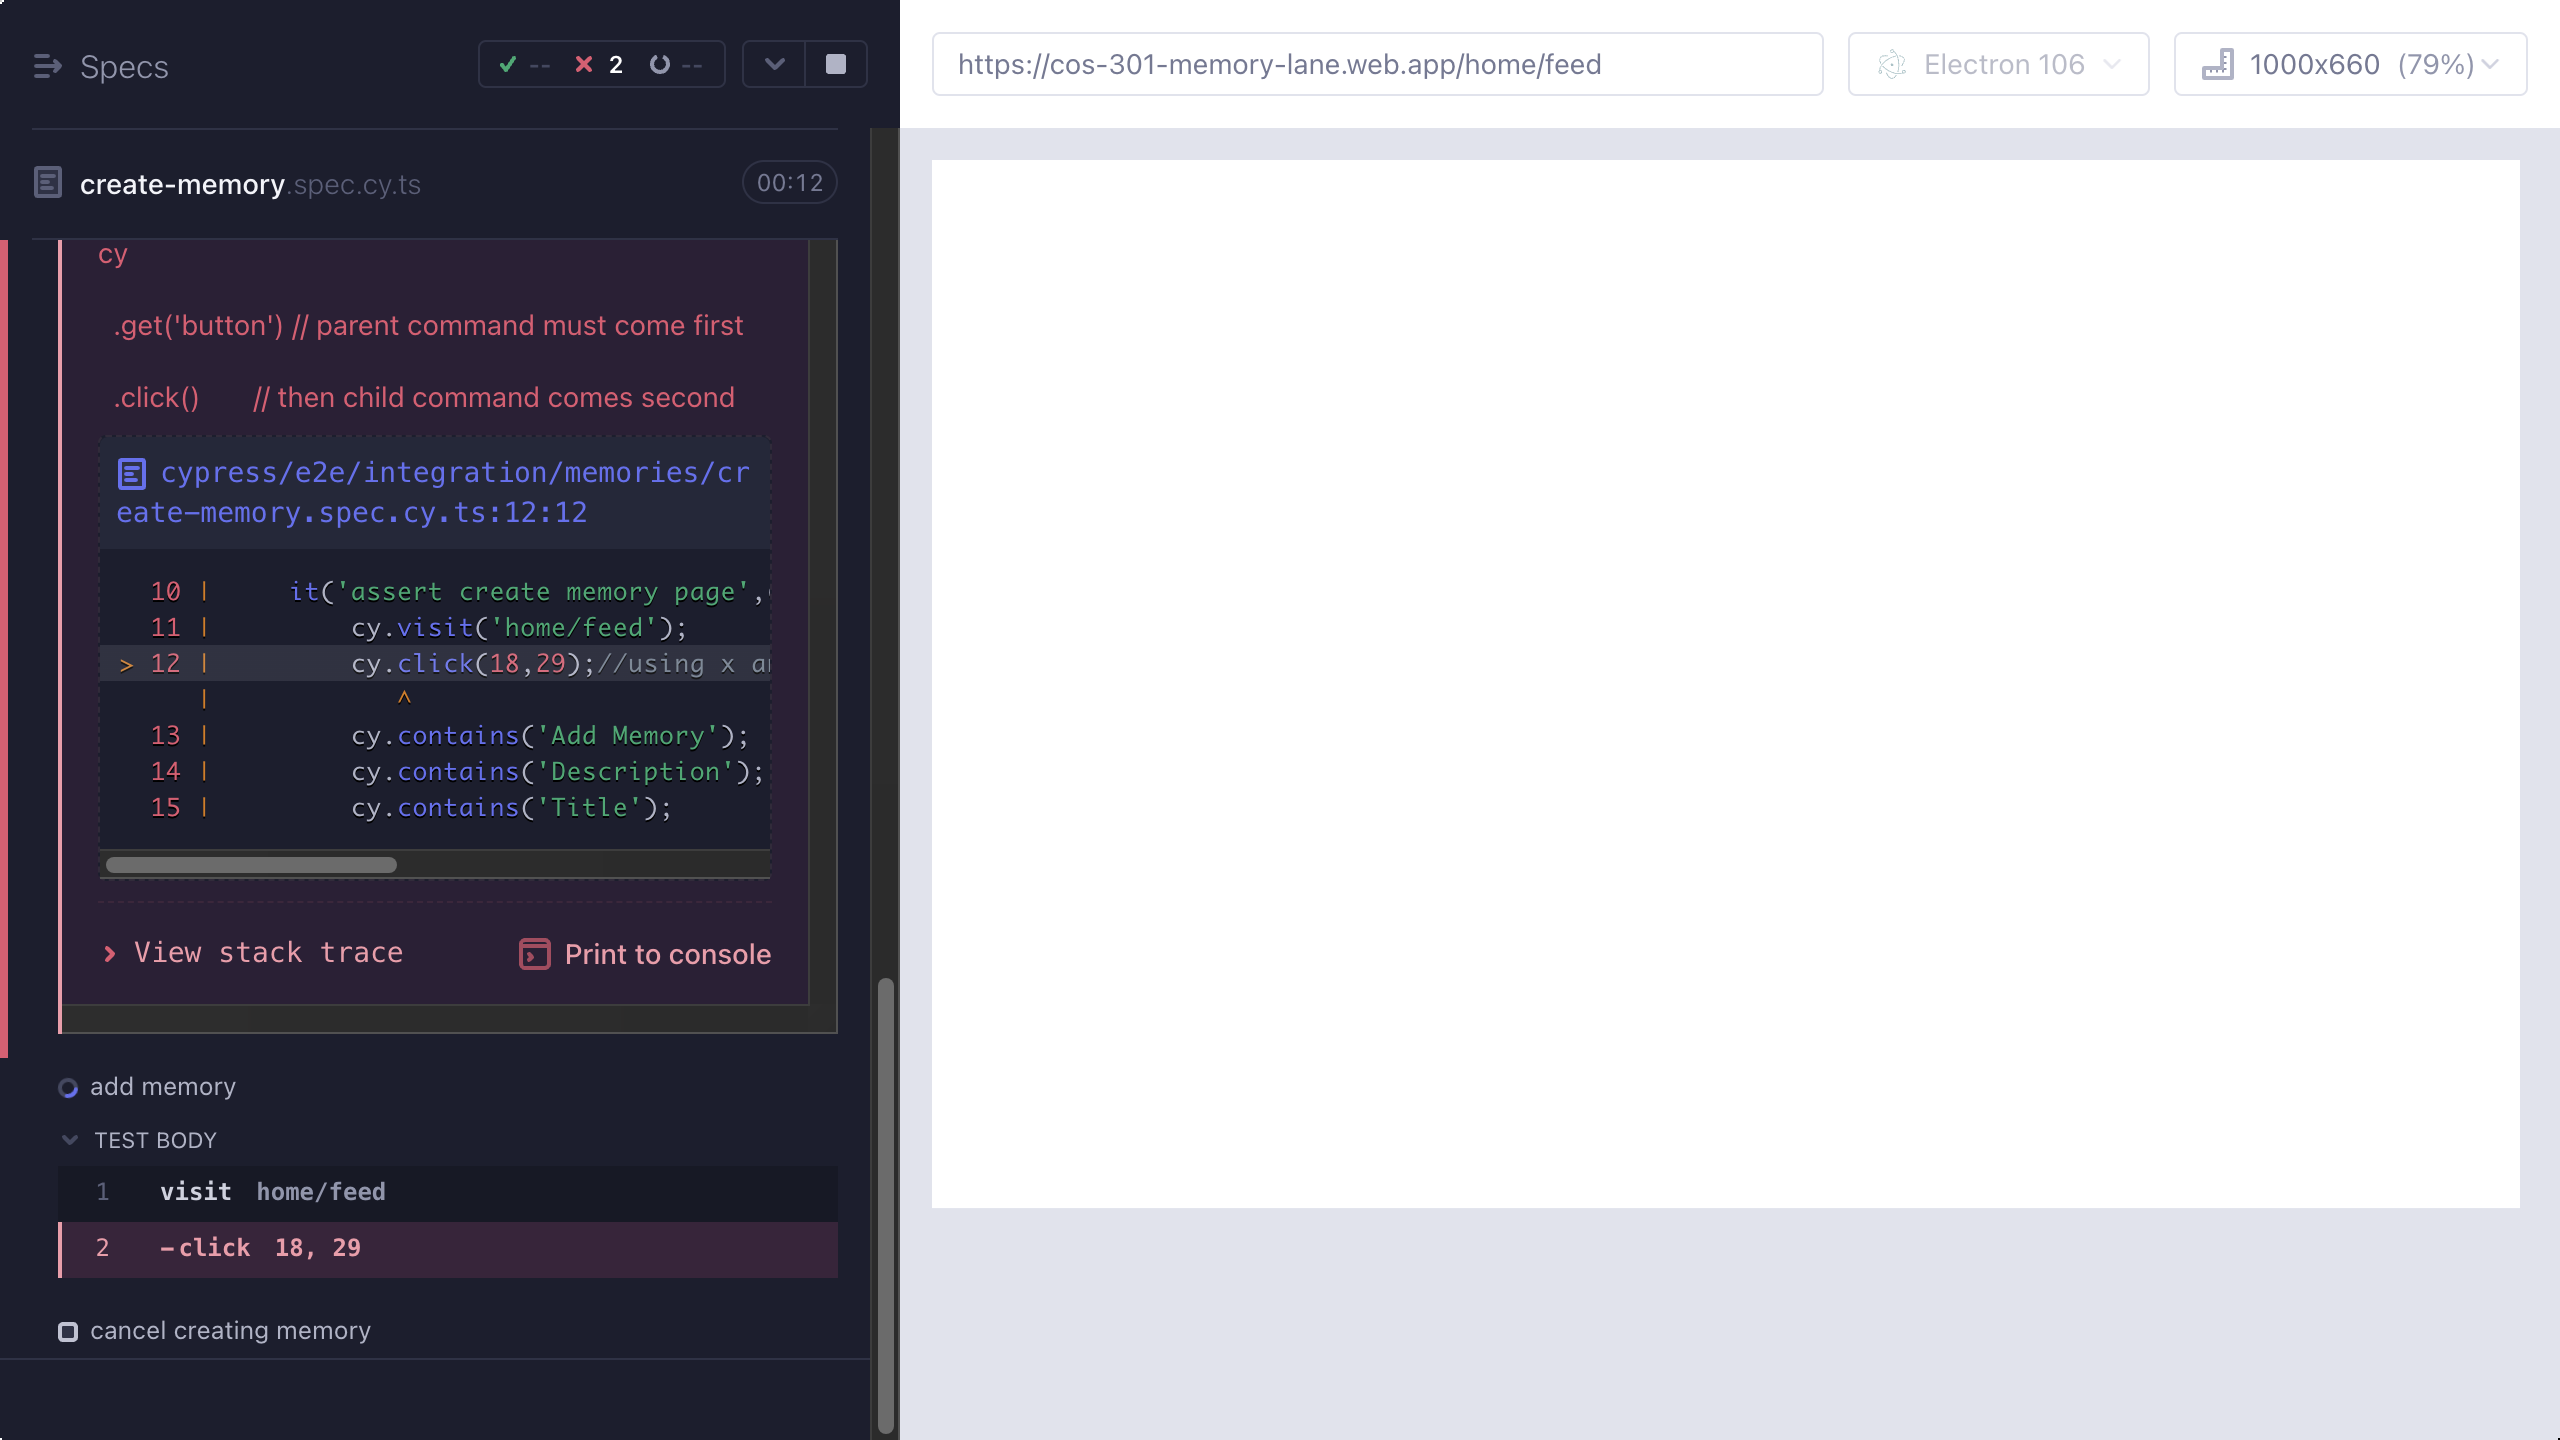 Specs
-- 2 --
create-memory.spec.cy.ts 00:12
cy
.get('button') // parent command must come first
.click() // then child command comes second
cypress/e2e/integration/memories/cr
eate-memory.spec.cy.ts:12:12
10 | it('assert create memory page',
11 | cy.visit('home/feed');
> 12 | cy.click(18,29);//using x a
| ^
13 | cy.contains('Add Memory');
14 | cy.contains('Description');
15 | cy.contains('Title');
View stack trace
Print to console
add memory
TEST BODY
1 visit home/feed
2 -click 18, 29
cancel creating memory
https://cos-301-memory-lane.web.app/home/feed
Electron 106
1000x660 (79%)